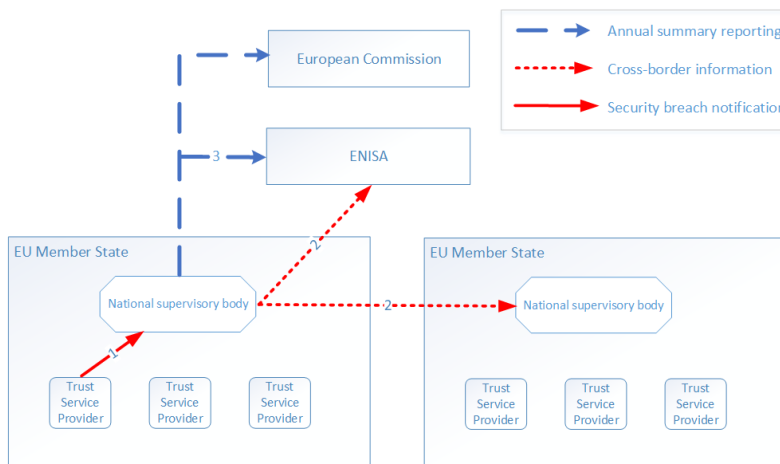 Annual summary reporting
European Commission
Cross-border information
Security breach notification
3
ENISA
2
EU Member State
EU Member State
National supervisory body
2
National supervisory body
1
Trust
Service
Provider
Trust
Service
Provider
Trust
Service
Provider
Trust
Service
Provider
Trust
Service
Provider
Trust
Service
Provider